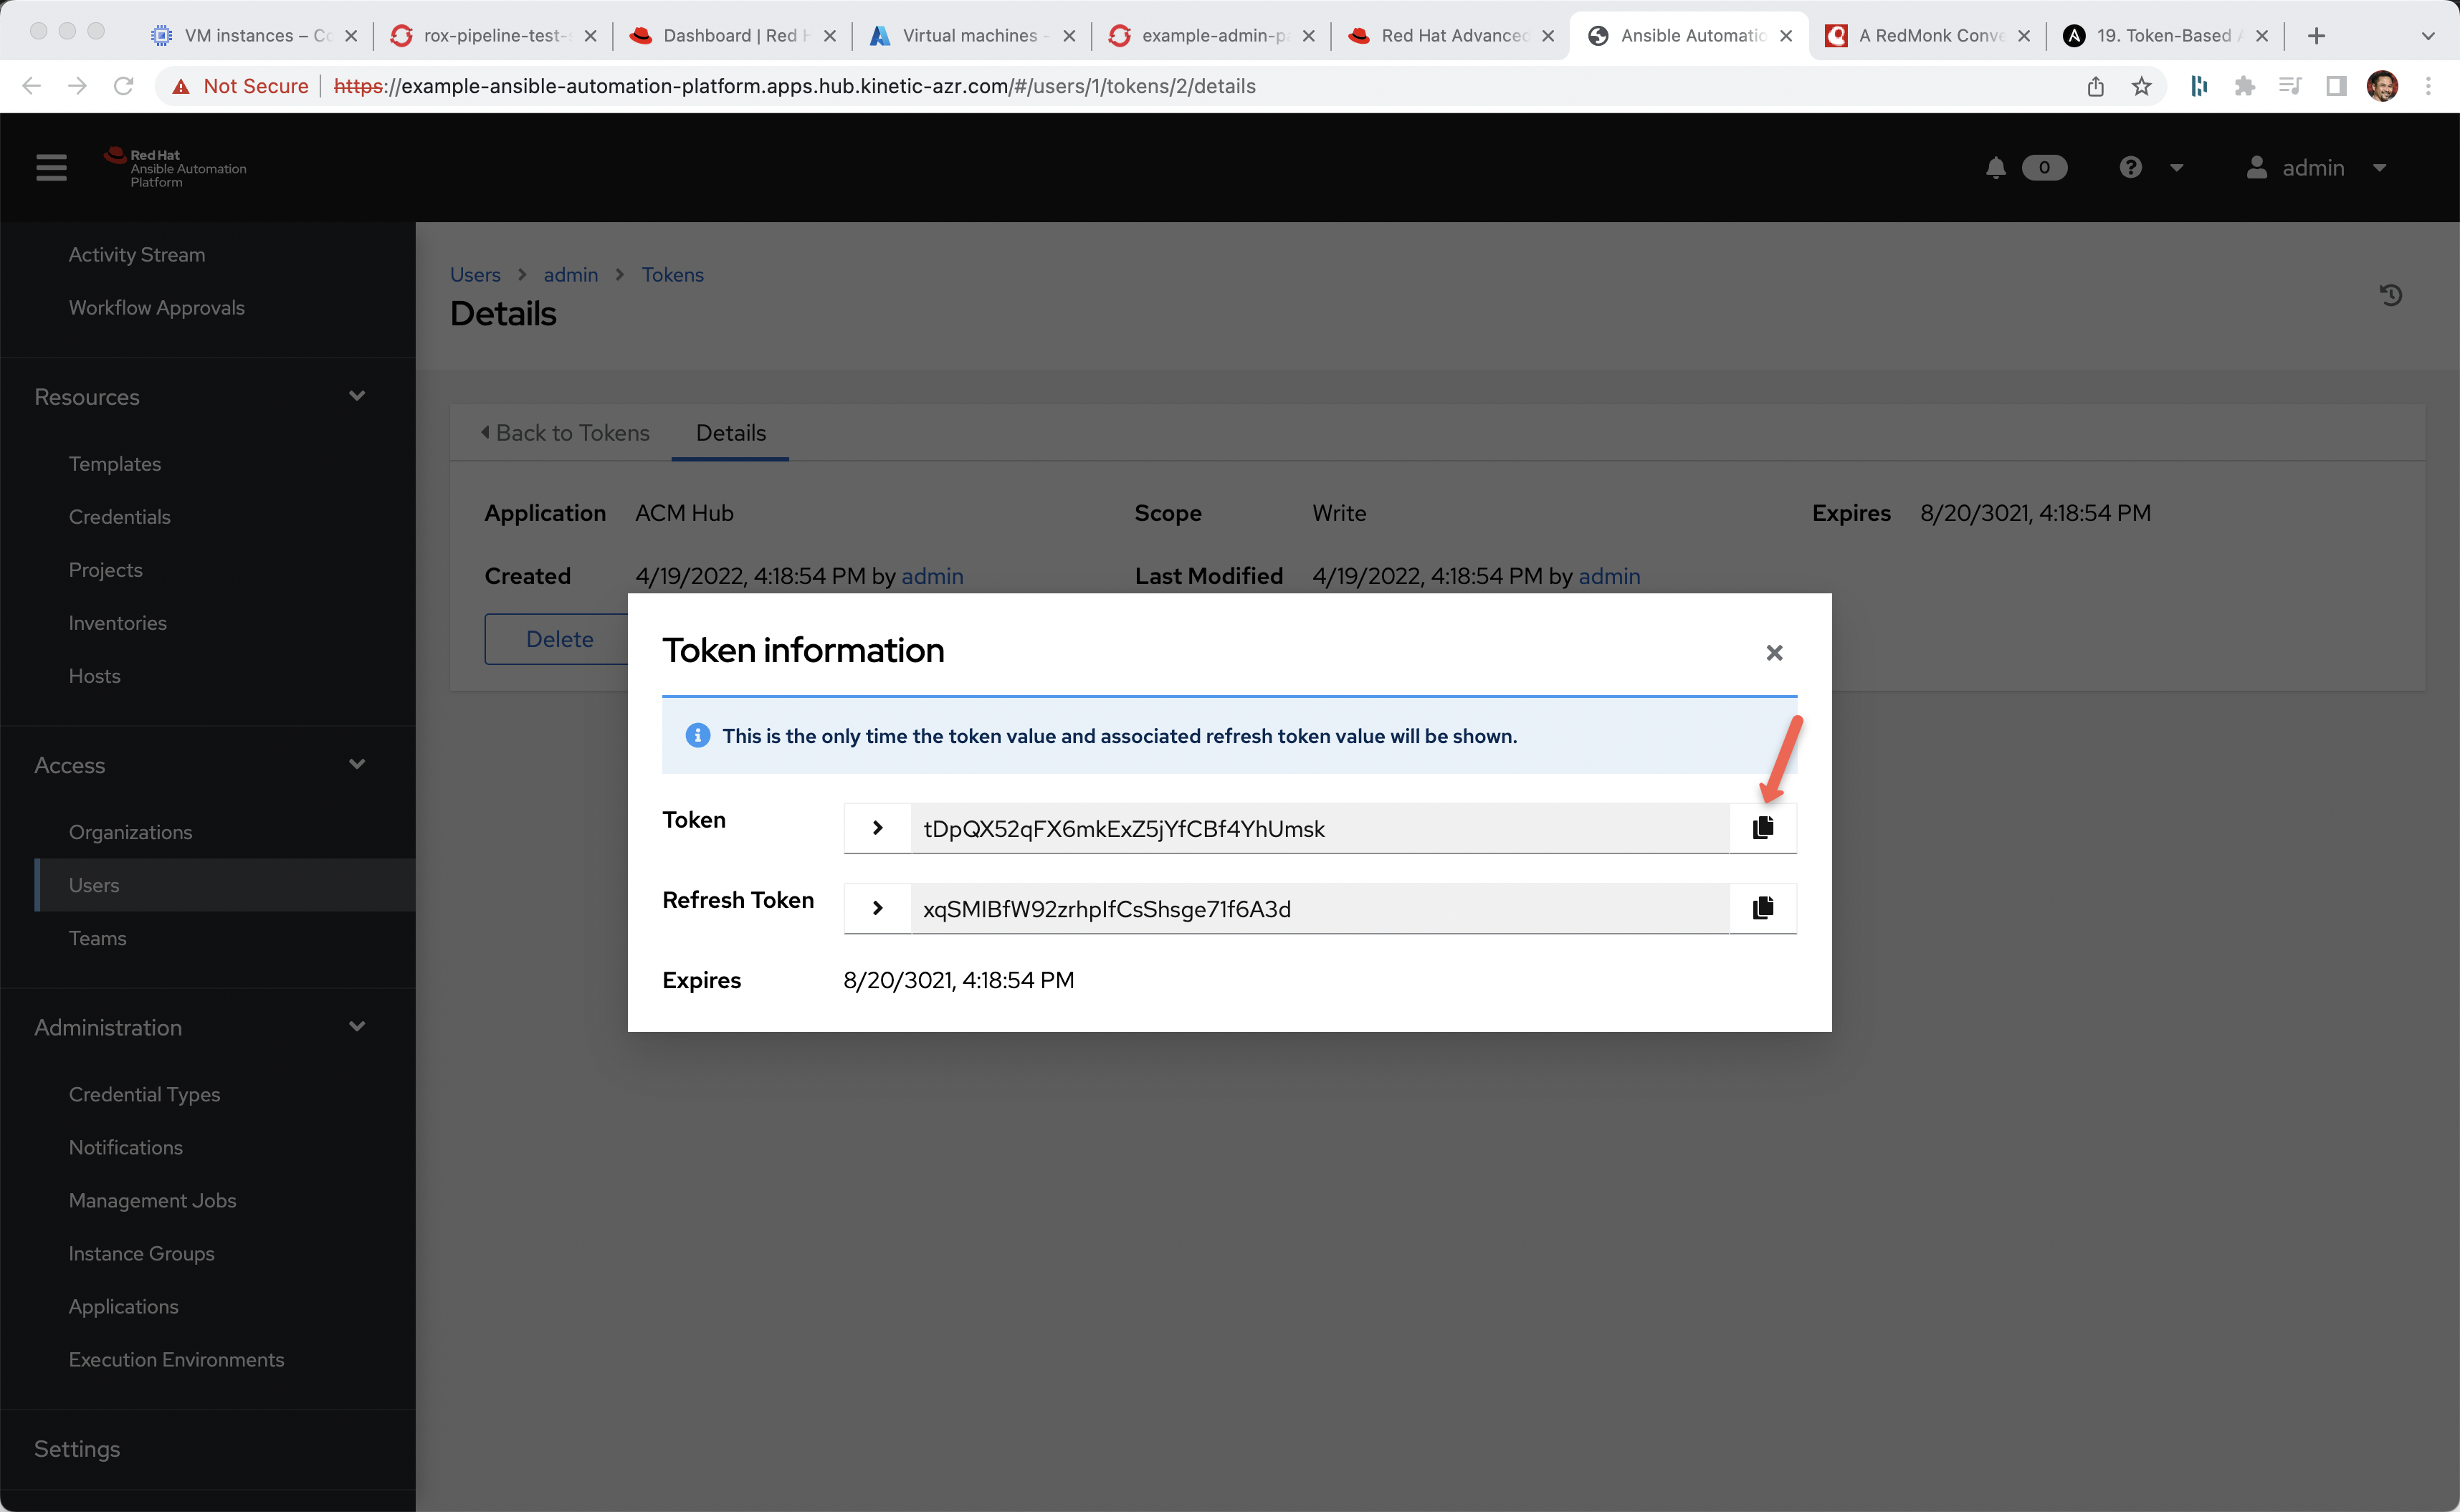 VM instances – Co
rox-pipeline-test-
Dashboard | Red H
Virtual machines -
example-admin-pa
Red Hat Advanced
Ansible Automatio
A RedMonk Conve
19. Token-Based A
Not Secure
https://example-ansible-automation-platform.apps.hub.kinetic-azr.com/#/users/1/tokens/2/details
Red Hat
Ansible Automation
Platform
0
admin
Activity Stream
Workflow Approvals
Resources
Templates
Credentials
Projects
Inventories
Hosts
Access
Organizations
Users
Teams
Administration
Credential Types
Notifications
Management Jobs
Instance Groups
Applications
Execution Environments
Settings
Users > admin > Tokens
Details
Back to Tokens
Details
Application ACM Hub
Scope Write
Expires 8/20/3021, 4:18:54 PM
Created 4/19/2022, 4:18:54 PM by admin
Last Modified 4/19/2022, 4:18:54 PM by admin
Delete
Token information
This is the only time the token value and associated refresh token value will be shown.
Token tDpQX52qFX6mkExZ5jYfCBf4YhUmsk
Refresh Token xqSMIBfW92zrhpIfCsShsge71f6A3d
Expires 8/20/3021, 4:18:54 PM